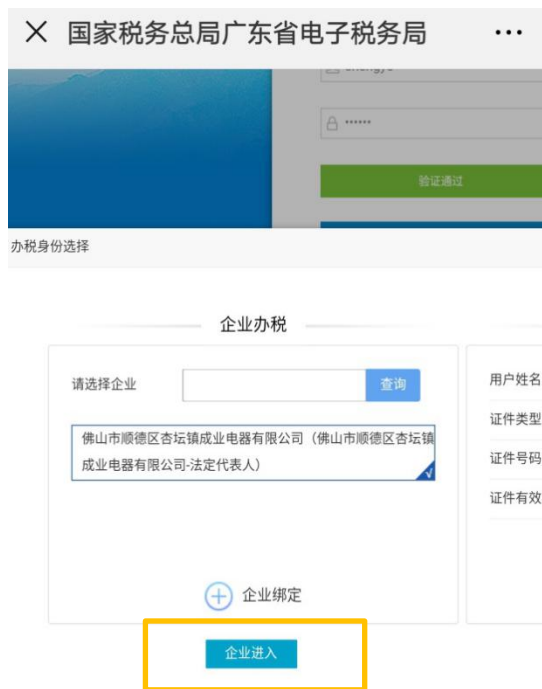 国家税务总局广东省电子税务局
······
验证通过
办税身份选择
企业办税
请选择企业
查询
佛山市顺德区杏坛镇成业电器有限公司（佛山市顺德区杏坛镇
成业电器有限公司-法定代表人）
企业绑定
企业进入
用户姓名
证件类型
证件号码
证件有效